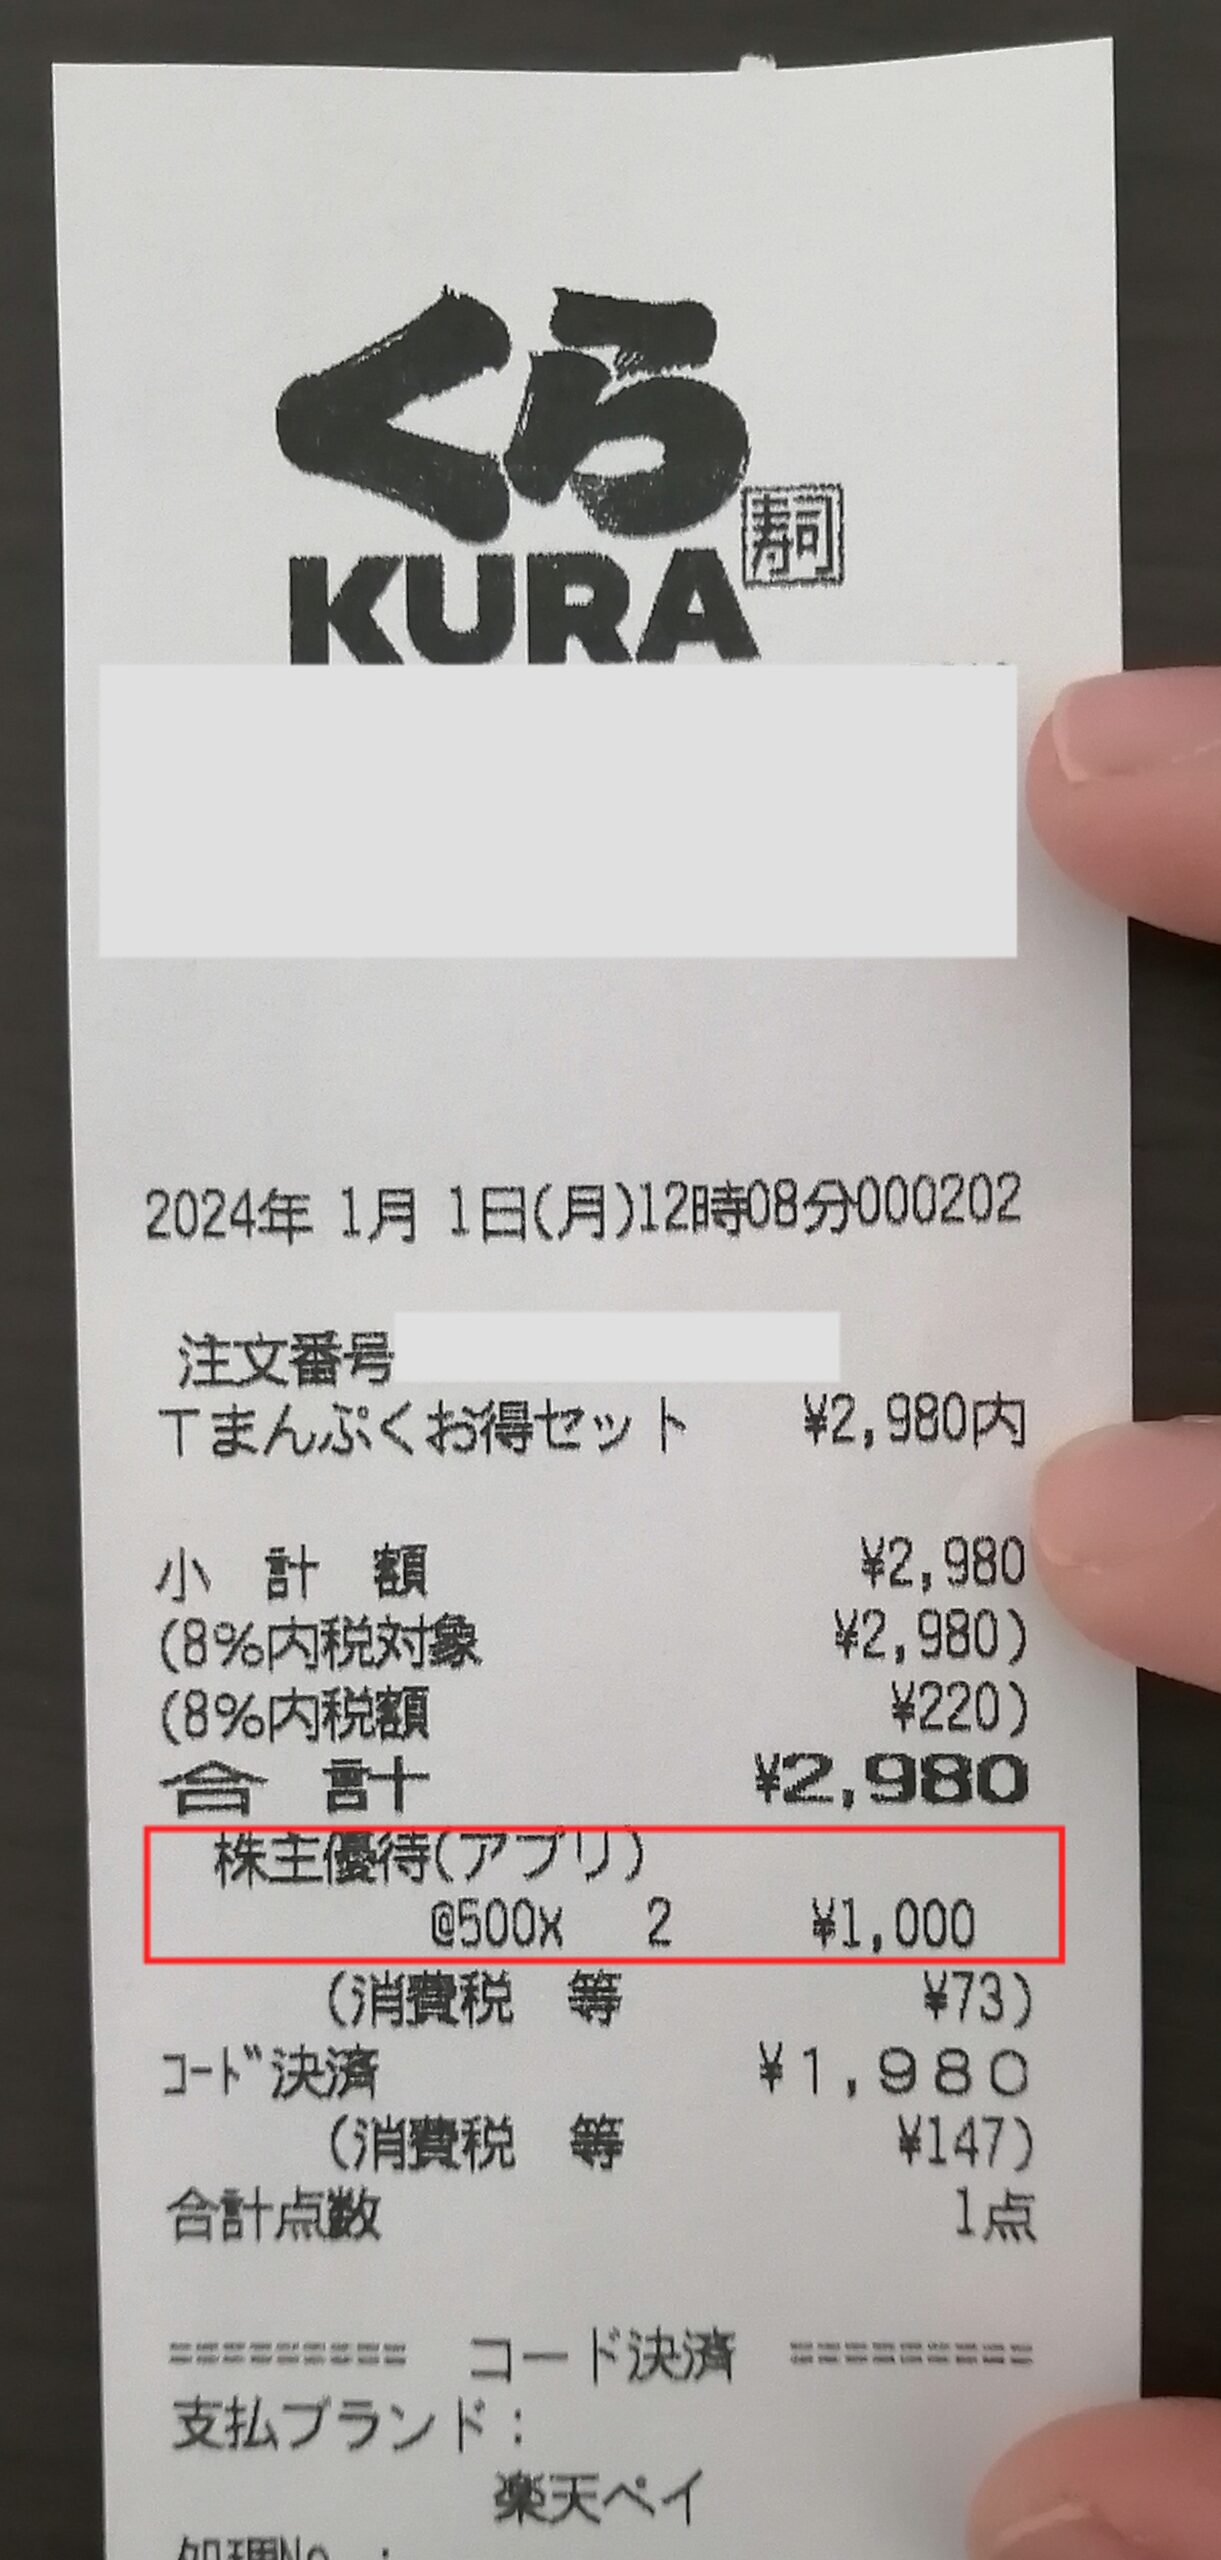 くら
寿司
KURA
2024年 1月 1日(月)12時08分000202
注文番号
Tまんぷくお得セット ¥2,980内
小 計 額 ¥2,980
(8%内税対象 ¥2,980)
(8%内税額 ¥220)
合 計 ¥2,980
株主優待(アプリ)
@500x 2 ¥1,000
(消費税 等 ¥73)
コード決済 ¥1,980
(消費税 等 ¥147)
合計点数 1点
========= コード決済 =========
支払ブランド:
楽天ペイ
処理No. :